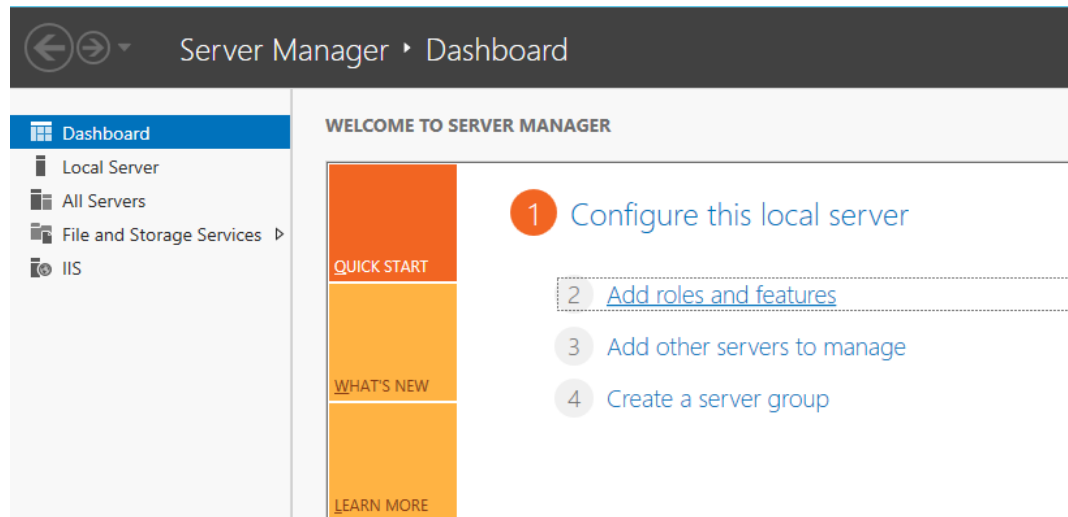 Server Manager ‣ Dashboard
Dashboard
Local Server
All Servers
File and Storage Services
IIS
WELCOME TO SERVER MANAGER
QUICK START
WHAT'S NEW
LEARN MORE
1 Configure this local server
2 Add roles and features
3 Add other servers to manage
4 Create a server group